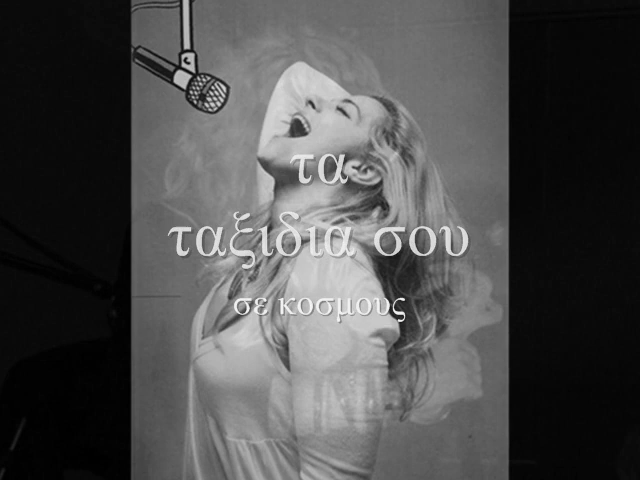 τα
ταξιδια σου
σε κοσμους